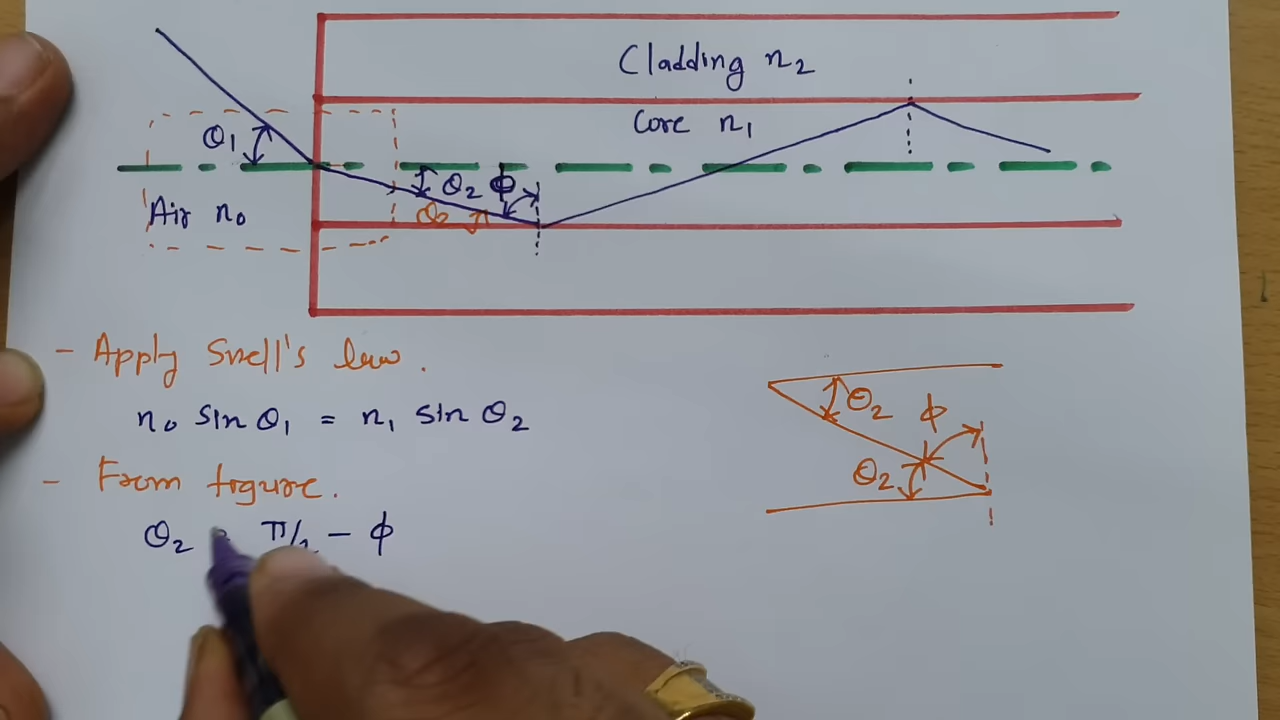 Cladding n₂
Core n₁
θ₁
θ₂ ϕ
θ₂
Air n₀
- Apply Snell's law.
n₀ sin θ₁ = n₁ sin θ₂
- From figure.
θ₂ = π/2 - ϕ
θ₂ ϕ
θ₂